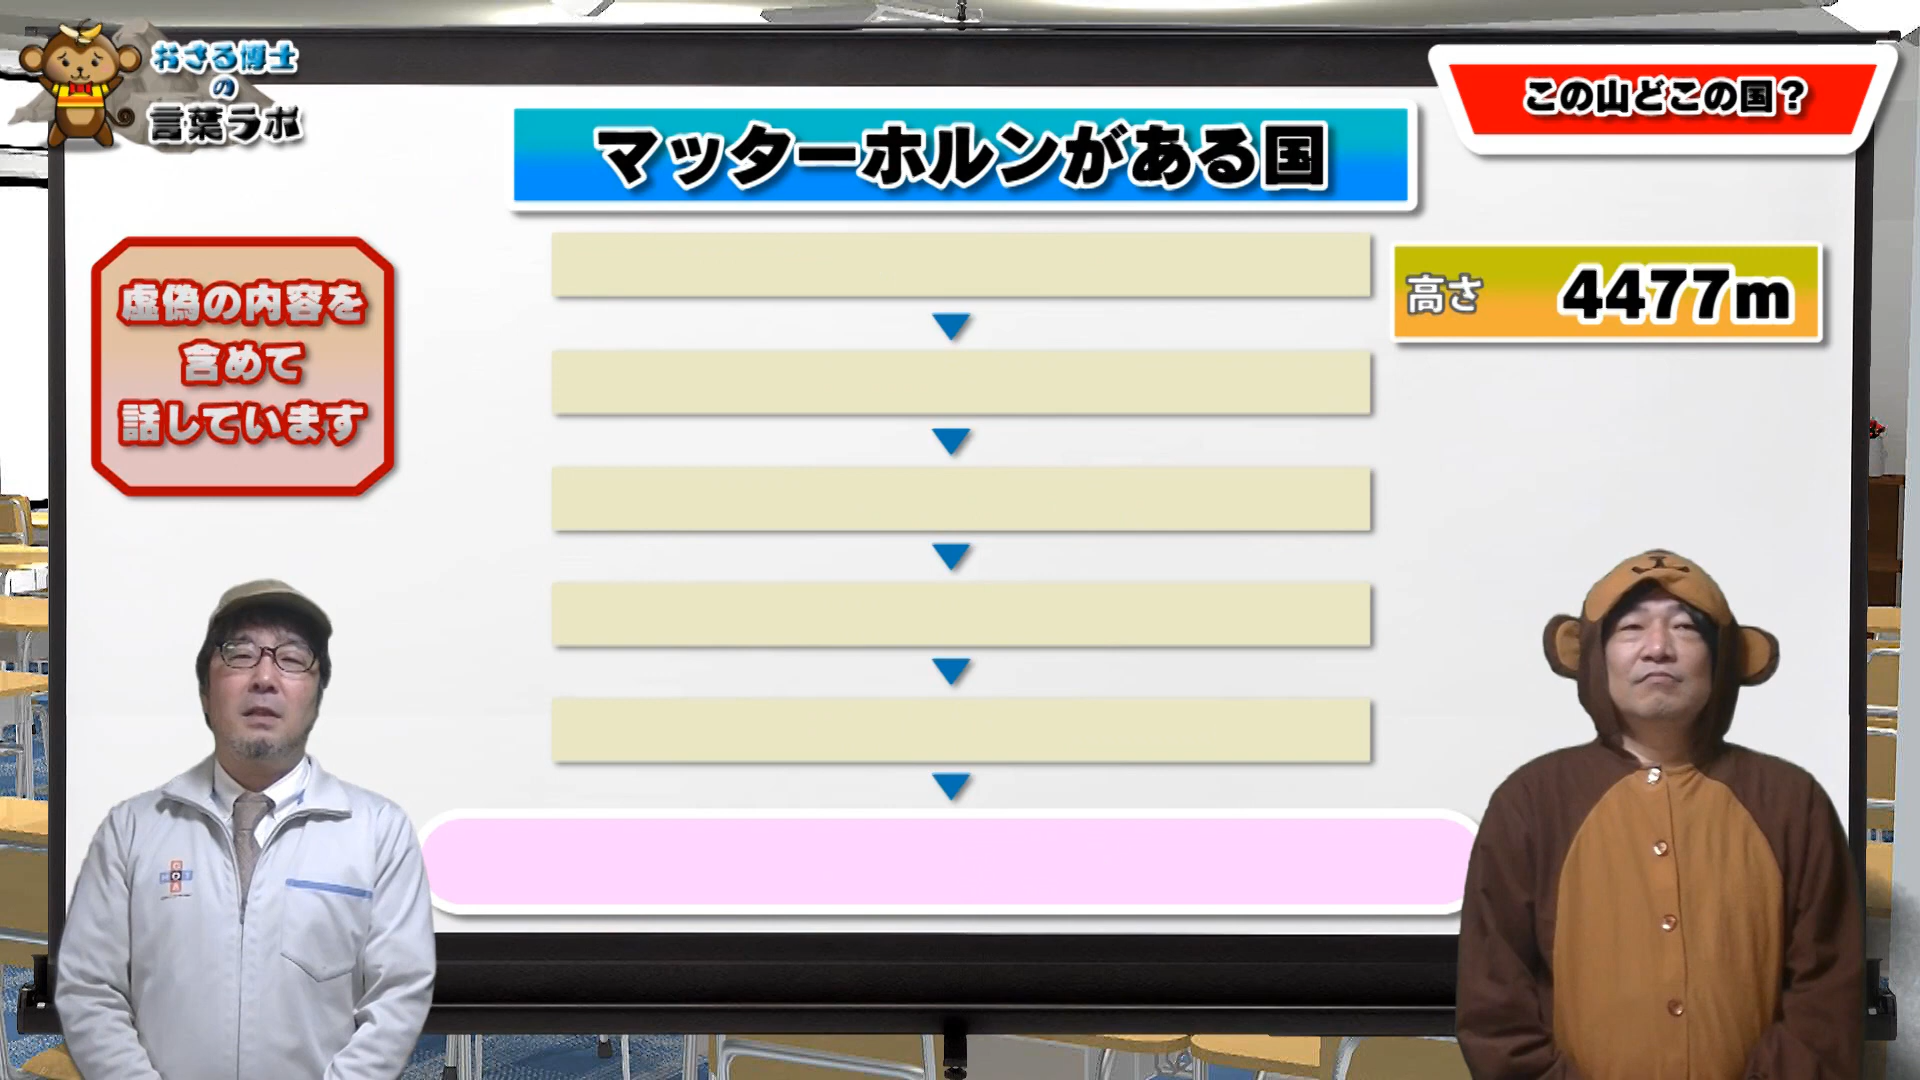 おさる博士
の
言葉ラボ
この山どこの国？
マッターホルンがある国
虚偽の内容を
含めて
話しています
高さ 4477m